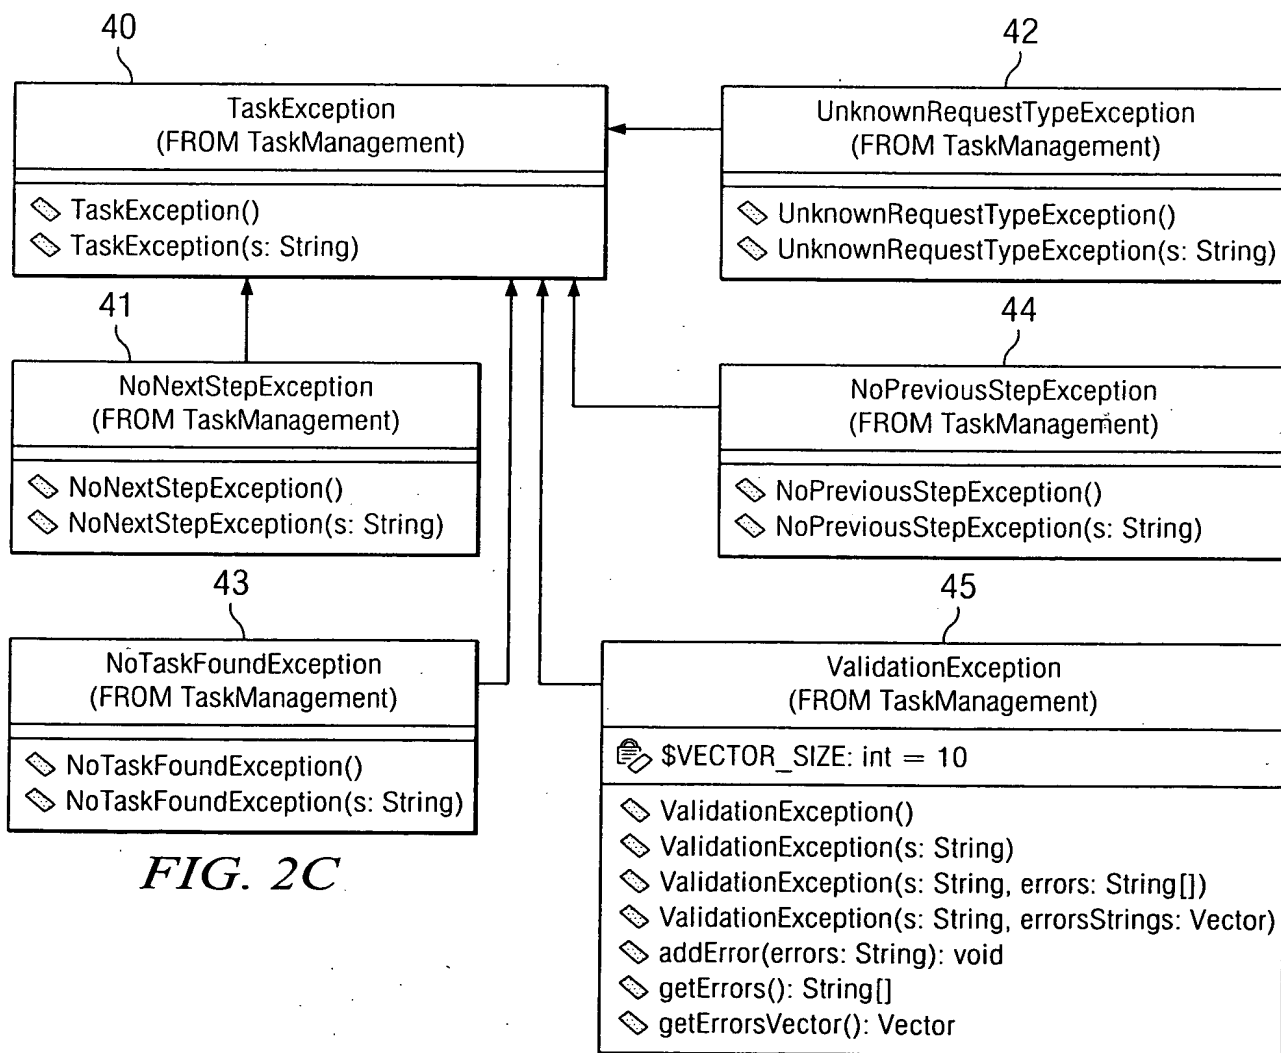 40
TaskException
(FROM TaskManagement)
TaskException()
TaskException(s: String)
42
UnknownRequestTypeException
(FROM TaskManagement)
UnknownRequestTypeException()
UnknownRequestTypeException(s: String)
41
NoNextStepException
(FROM TaskManagement)
NoNextStepException()
NoNextStepException(s: String)
44
NoPreviousStepException
(FROM TaskManagement)
NoPreviousStepException()
NoPreviousStepException(s: String)
43
NoTaskFoundException
(FROM TaskManagement)
NoTaskFoundException()
NoTaskFoundException(s: String)
45
ValidationException
(FROM TaskManagement)
$VECTOR_SIZE: int = 10
ValidationException()
ValidationException(s: String)
ValidationException(s: String, errors: String[])
ValidationException(s: String, errorsStrings: Vector)
addError(errors: String): void
getErrors(): String[]
getErrorsVector(): Vector
FIG. 2C